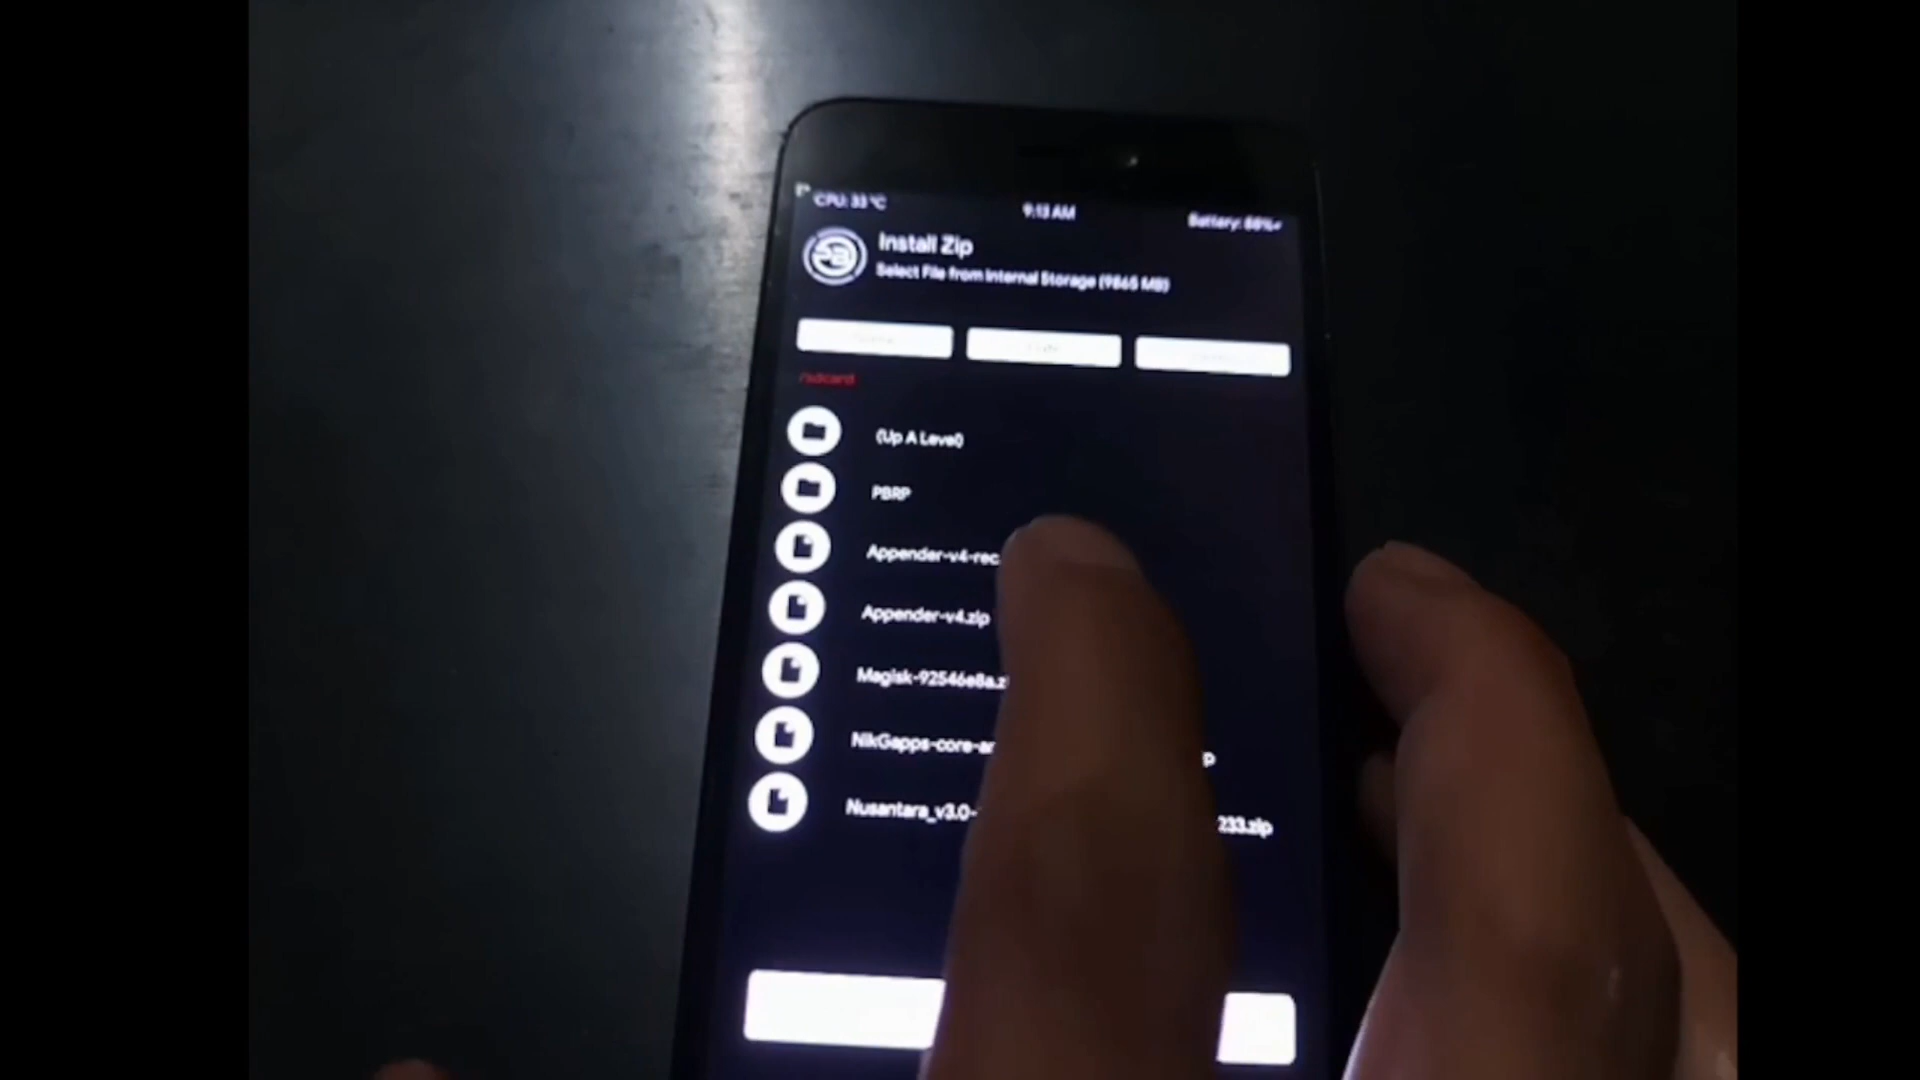 CPU: 33 °C
9:13 AM
Battery: 88%
Install Zip
Select File from Internal Storage (9865 MB)
/sdcard
(Up A Level)
PBRP
Appender-v4-rec
Appender-v4.zip
Magisk-92546e8a.z
NikGapps-core-ar p
Nusantara_v3.0- 233.zip